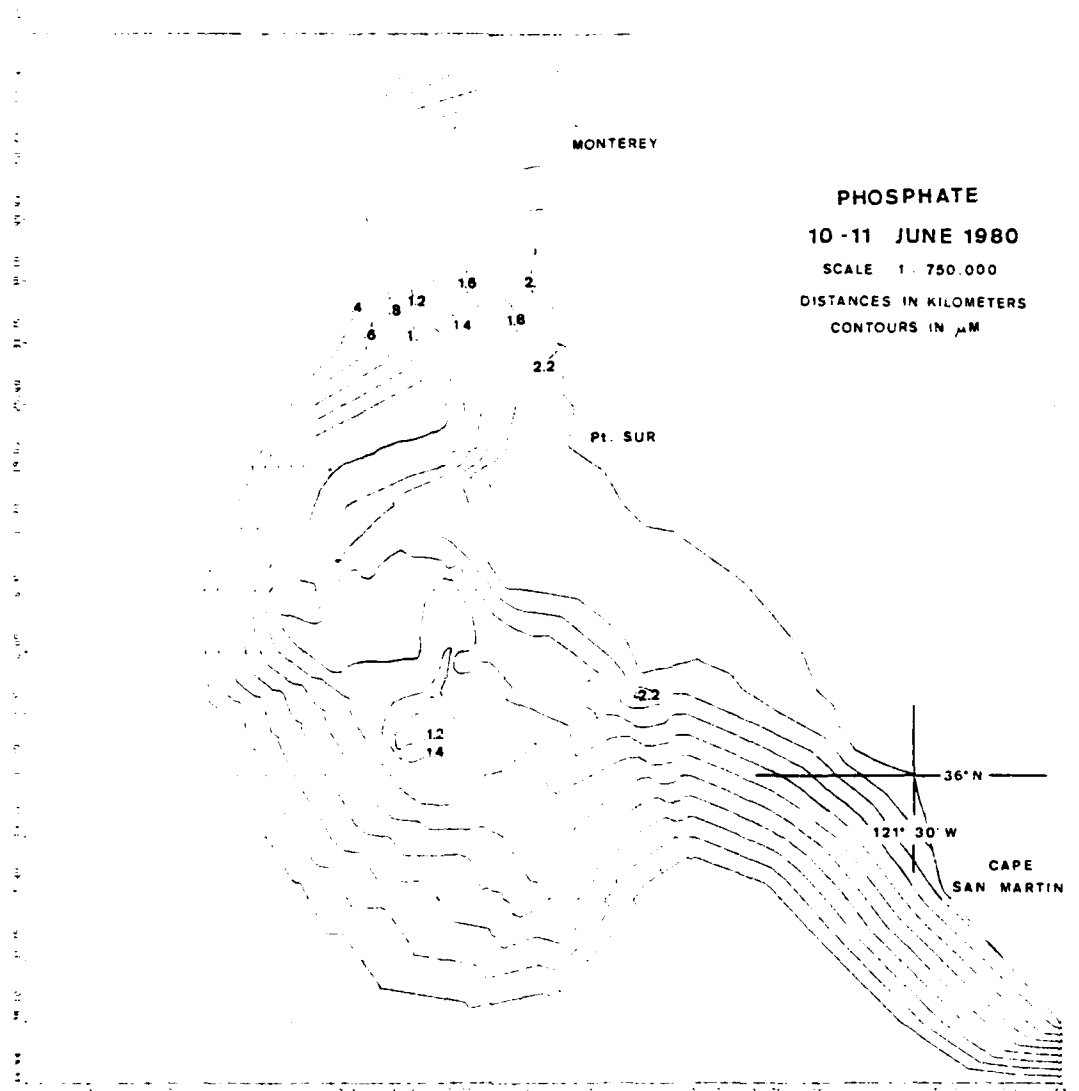 MONTEREY
PHOSPHATE
10-11 JUNE 1980
SCALE 1:750,000
DISTANCES IN KILOMETERS
CONTOURS IN μM
1.6
2.
.4
.8
1.2
.6
1.
1.4
1.8
2.2
Pt. SUR
2.2
1.2
1.4
36°N
121° 30'W
CAPE
SAN MARTIN